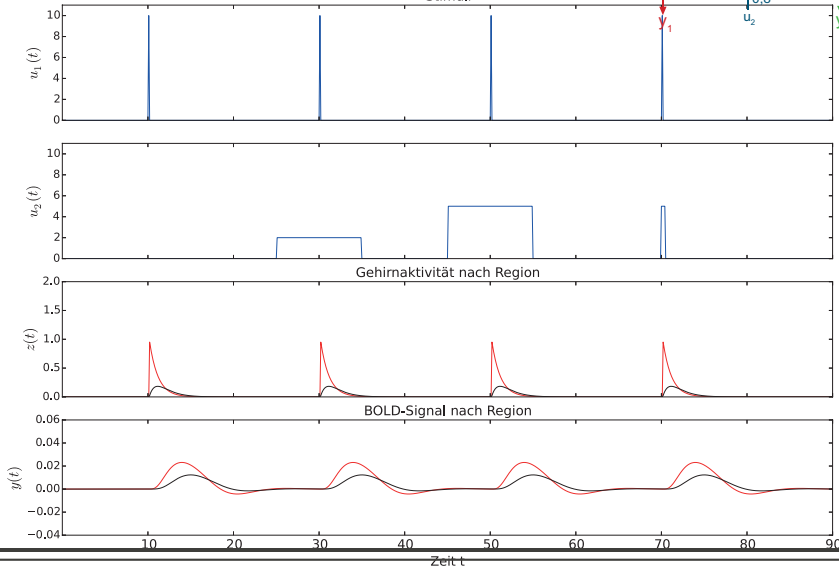 0,8
y1
u2
y
10
8
6
4
2
0
u1(t)
10
8
6
4
2
0
u2(t)
Gehirnaktivität nach Region
2.0
1.5
1.0
0.5
0.0
z(t)
BOLD-Signal nach Region
0.06
0.04
0.02
0.00
−0.02
−0.04
y(t)
10 20 30 40 50 60 70 80 90
Zeit t